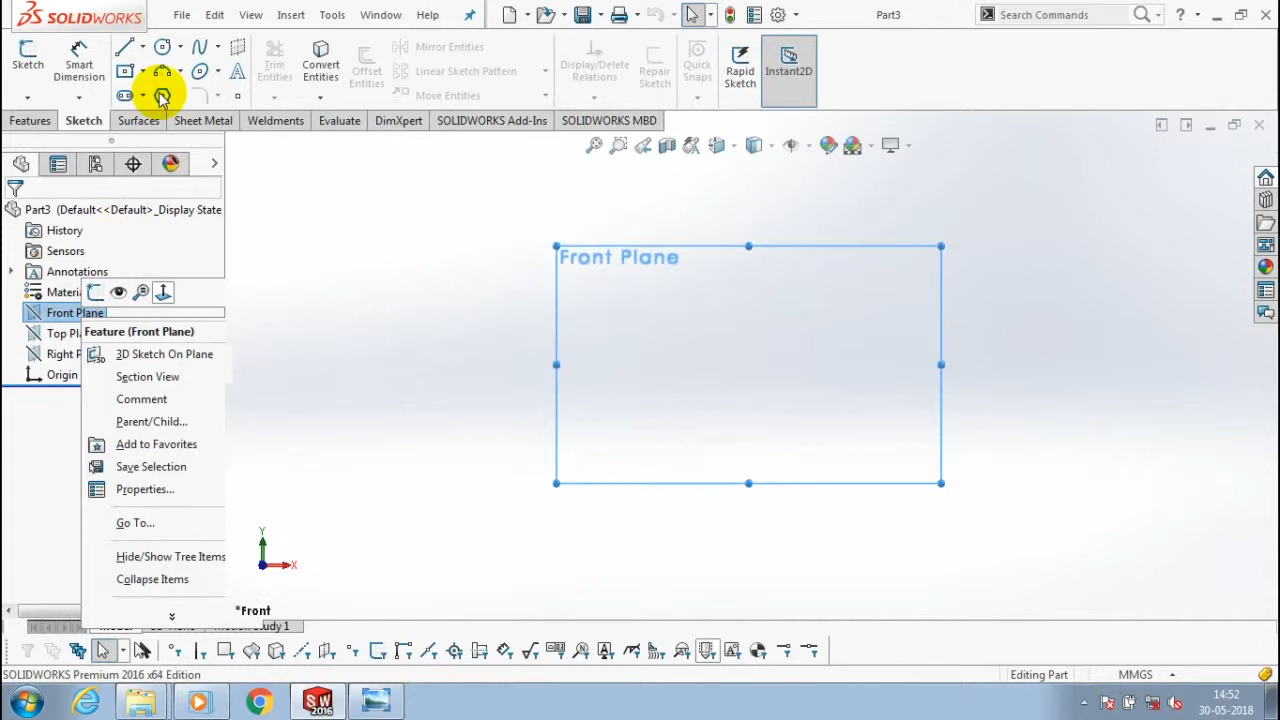 SOLIDWORKS
File Edit View Insert Tools Window Help
Part3
Search Commands
?
Sketch
Smart Dimension
Trim Entities
Convert Entities
Offset Entities
Mirror Entities
Linear Sketch Pattern
Move Entities
Display/Delete Relations
Repair Sketch
Quick Snaps
Rapid Sketch
Instant2D
Features Sketch Surfaces Sheet Metal Weldments Evaluate DimXpert SOLIDWORKS Add-Ins SOLIDWORKS MBD
Part3 (Default<<Default>_Display State
History
Sensors
Annotations
Materi
Front Plane
Top Pl
Right P
Origin
Feature (Front Plane)
3D Sketch On Plane
Section View
Comment
Parent/Child...
Add to Favorites
Save Selection
Properties...
Go To...
Hide/Show Tree Items
Collapse Items
Front Plane
Y
X
*Front
SOLIDWORKS Premium 2016 x64 Edition
Editing Part
MMGS
14:52
30-05-2018